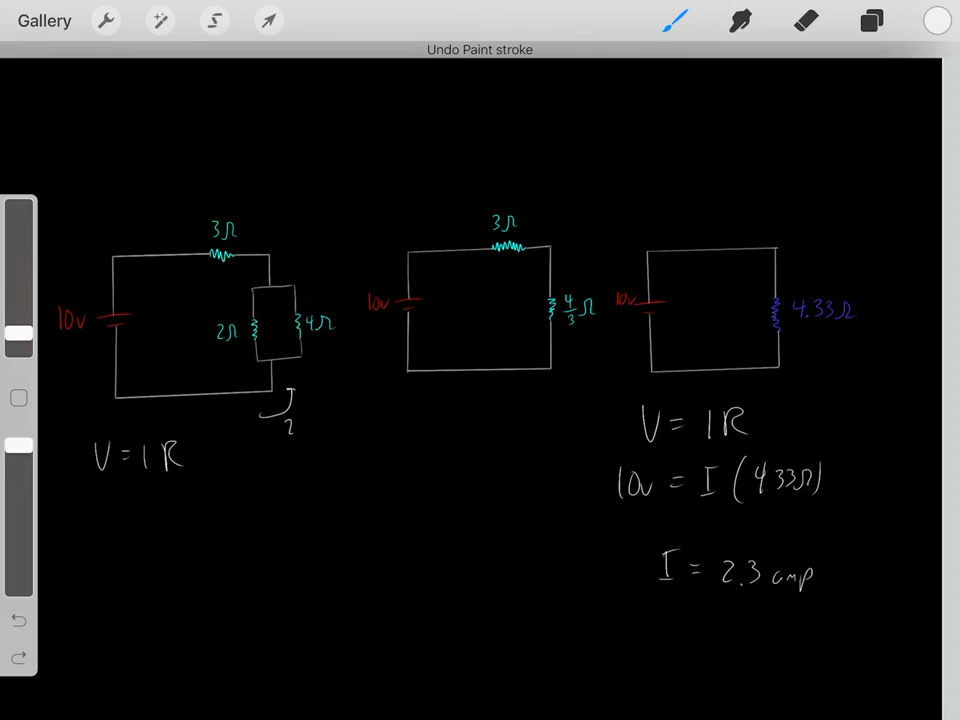 Gallery
Undo Paint stroke
3Ω
10v
2Ω
4Ω
2
V = IR
3Ω
10v
4/3 Ω
10v
4.33Ω
V = IR
10v = I (4.33Ω)
I = 2.3 amp